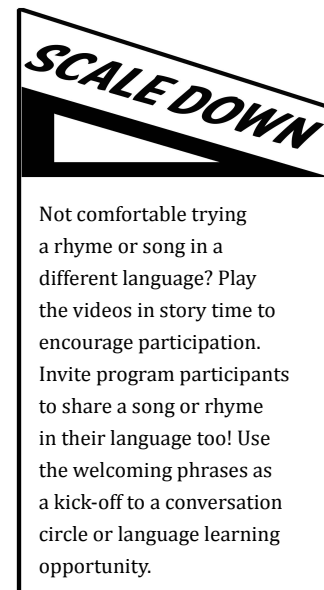 SCALE DOWN
Not comfortable trying
a rhyme or song in a
different language? Play
the videos in story time to
encourage participation.
Invite program participants
to share a song or rhyme
in their language too! Use
the welcoming phrases as
a kick-off to a conversation
circle or language learning
opportunity.